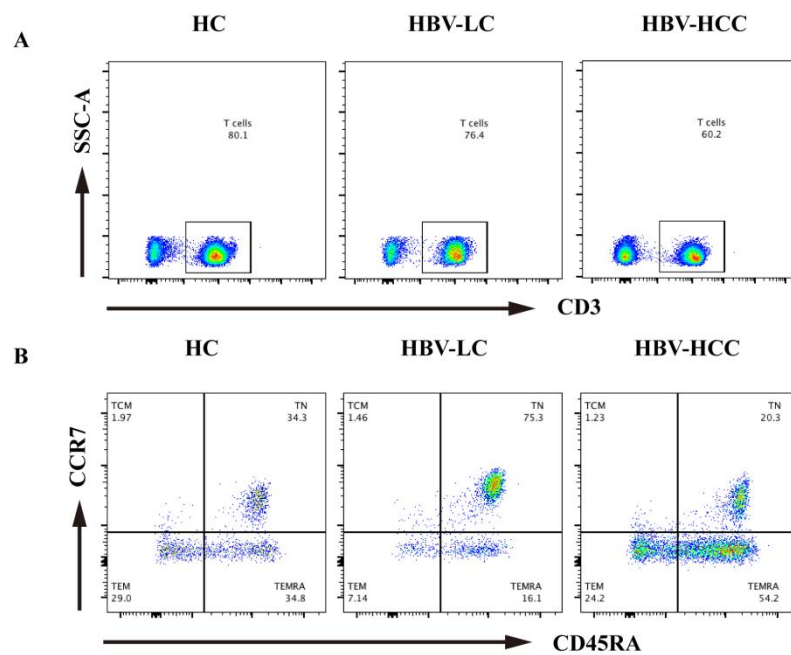 HC HBV-LC HBV-HCC
A
SSC-A
T cells
80.1
T cells
76.4
T cells
60.2
CD3
B
HC HBV-LC HBV-HCC
CCR7
TCM
1.97
TN
34.3
TEM
29.0
TEMRA
34.8
TCM
1.46
TN
75.3
TEM
7.14
TEMRA
16.1
TCM
1.23
TN
20.3
TEM
24.2
TEMRA
54.2
CD45RA